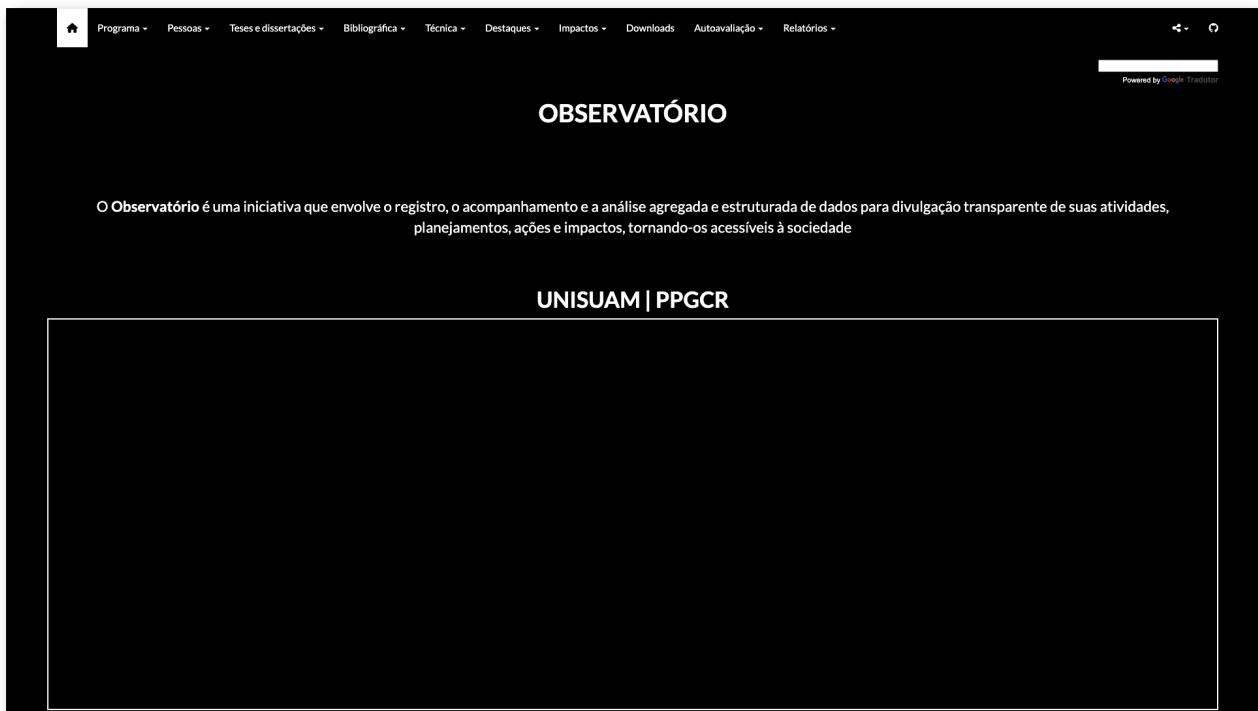 Programa Pessoas Teses e dissertações Bibliográfica Técnica Destaques Impactos Downloads Autoavaliação Relatórios
Powered by Google Tradutor
OBSERVATÓRIO
O Observatório é uma iniciativa que envolve o registro, o acompanhamento e a análise agregada e estruturada de dados para divulgação transparente de suas atividades,
planejamentos, ações e impactos, tornando-os acessíveis à sociedade
UNISUAM | PPGCR